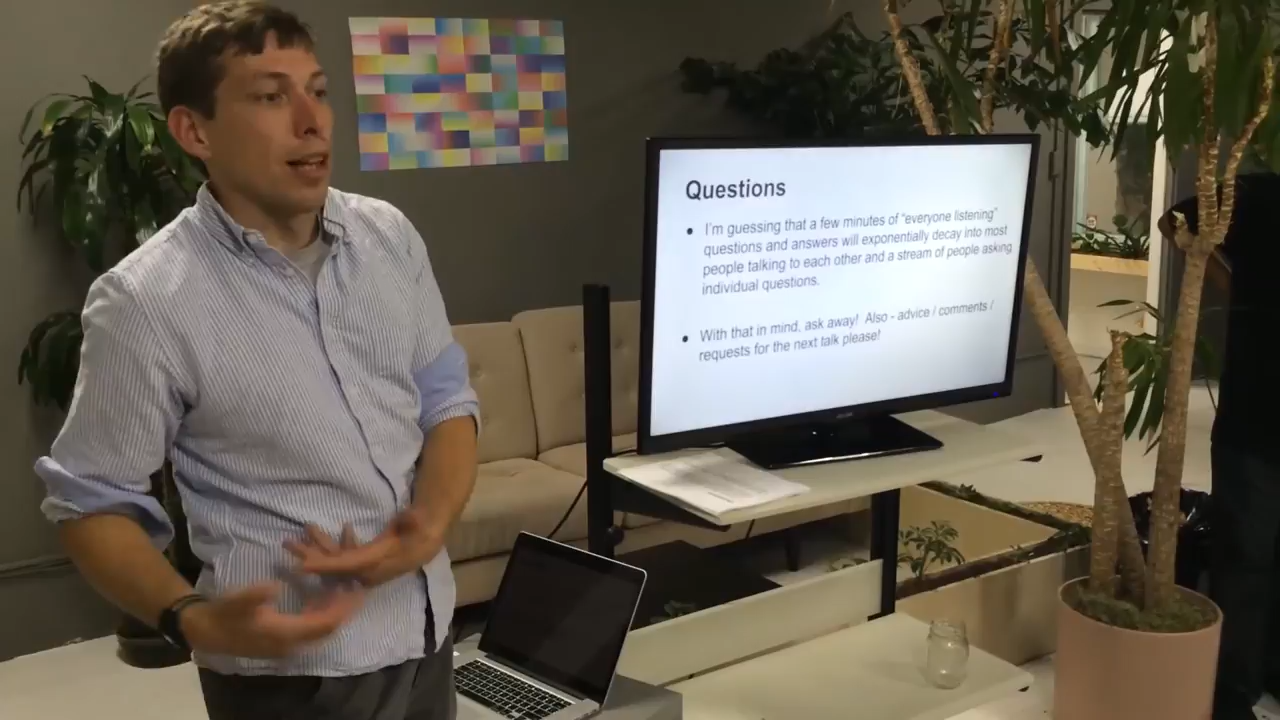 Questions
• I'm guessing that a few minutes of "everyone listening"
questions and answers will exponentially decay into most
people talking to each other and a stream of people asking
individual questions.
• With that in mind, ask away! Also - advice / comments /
requests for the next talk please!